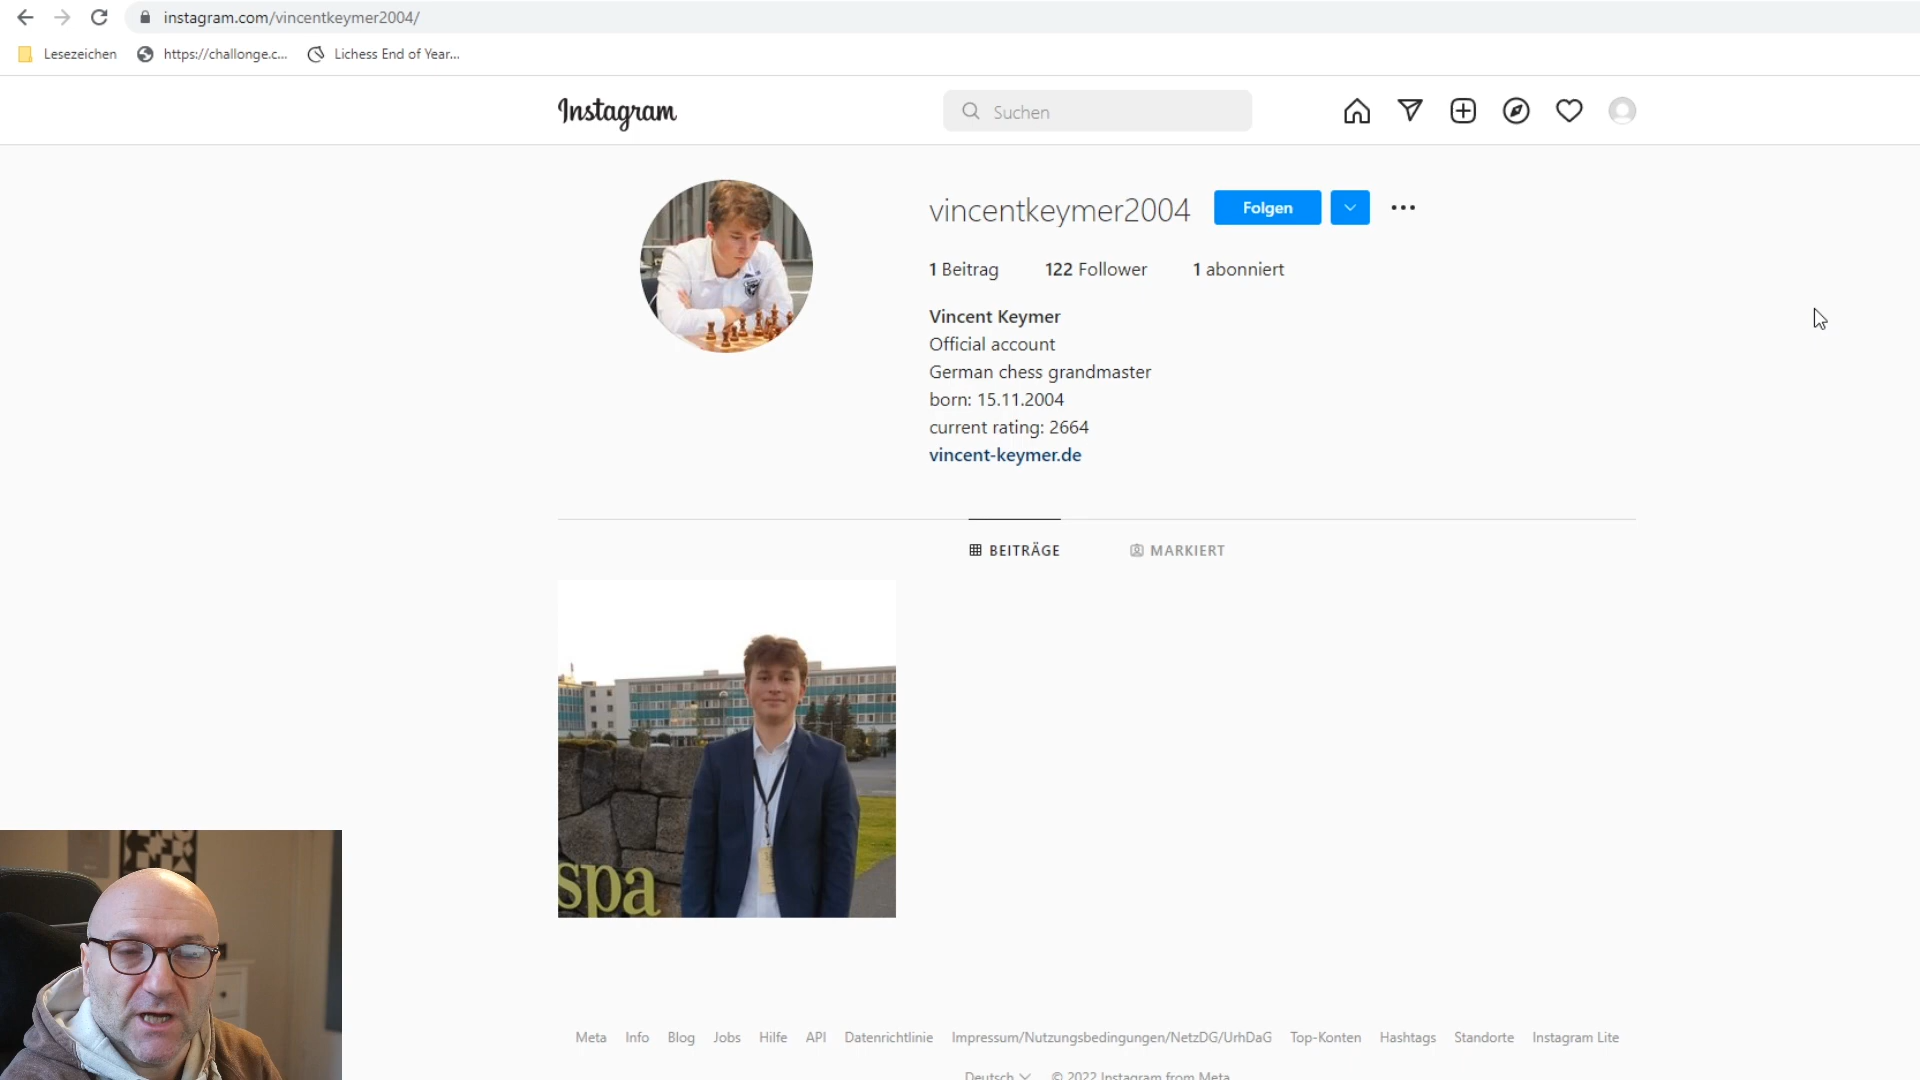 instagram.com/vincentkeymer2004/
Lesezeichen https://challonge.c... Lichess End of Year...
Instagram
Suchen
vincentkeymer2004 Folgen
1 Beitrag 122 Follower 1 abonniert
Vincent Keymer
Official account
German chess grandmaster
born: 15.11.2004
current rating: 2664
vincent-keymer.de
BEITRÄGE MARKIERT
spa
Meta Info Blog Jobs Hilfe API Datenrichtlinie Impressum/Nutzungsbedingungen/NetzDG/UrhDaG Top-Konten Hashtags Standorte Instagram Lite
Deutsch © 2022 Instagram from Meta